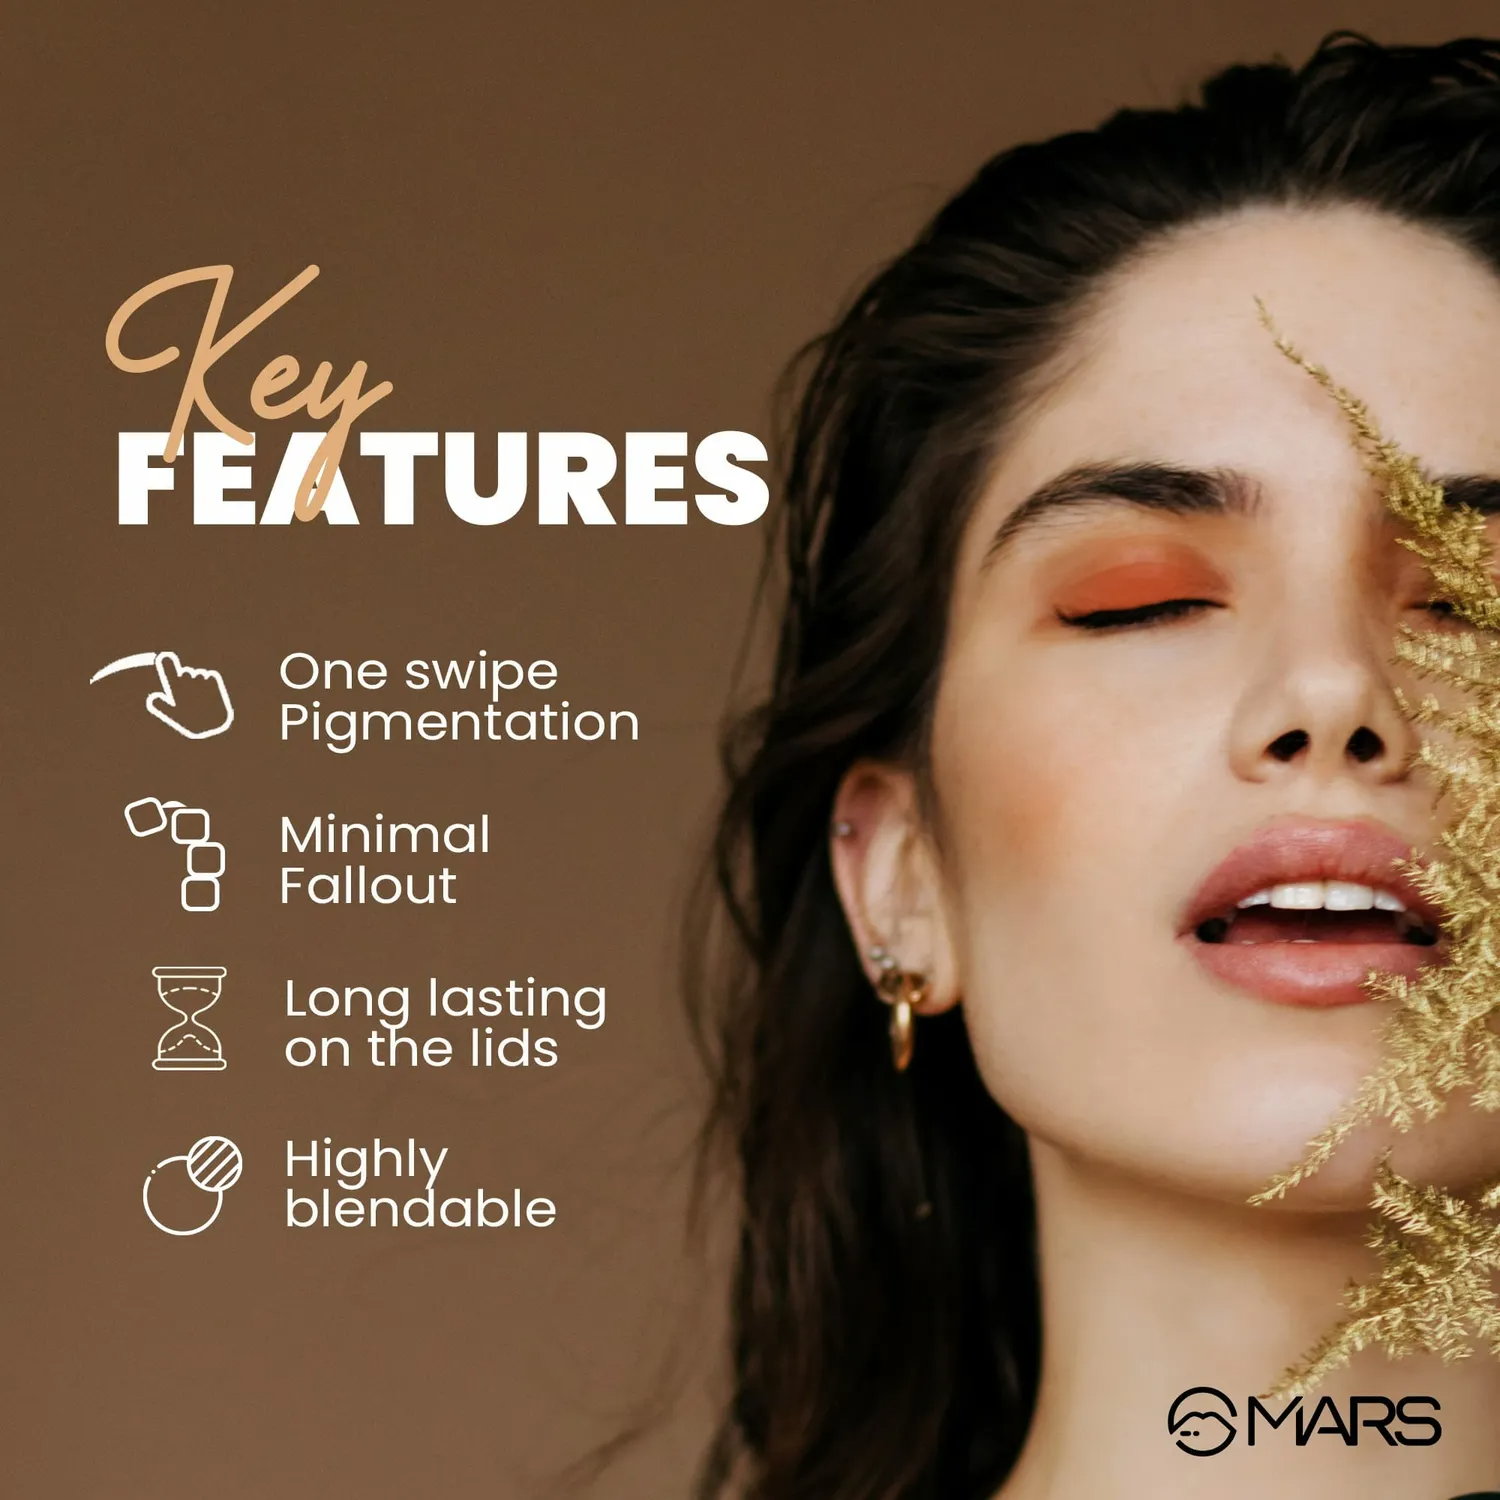 Key
FEATURES
One swipe
Pigmentation
Minimal
Fallout
Long lasting
on the lids
Highly
blendable
MARS